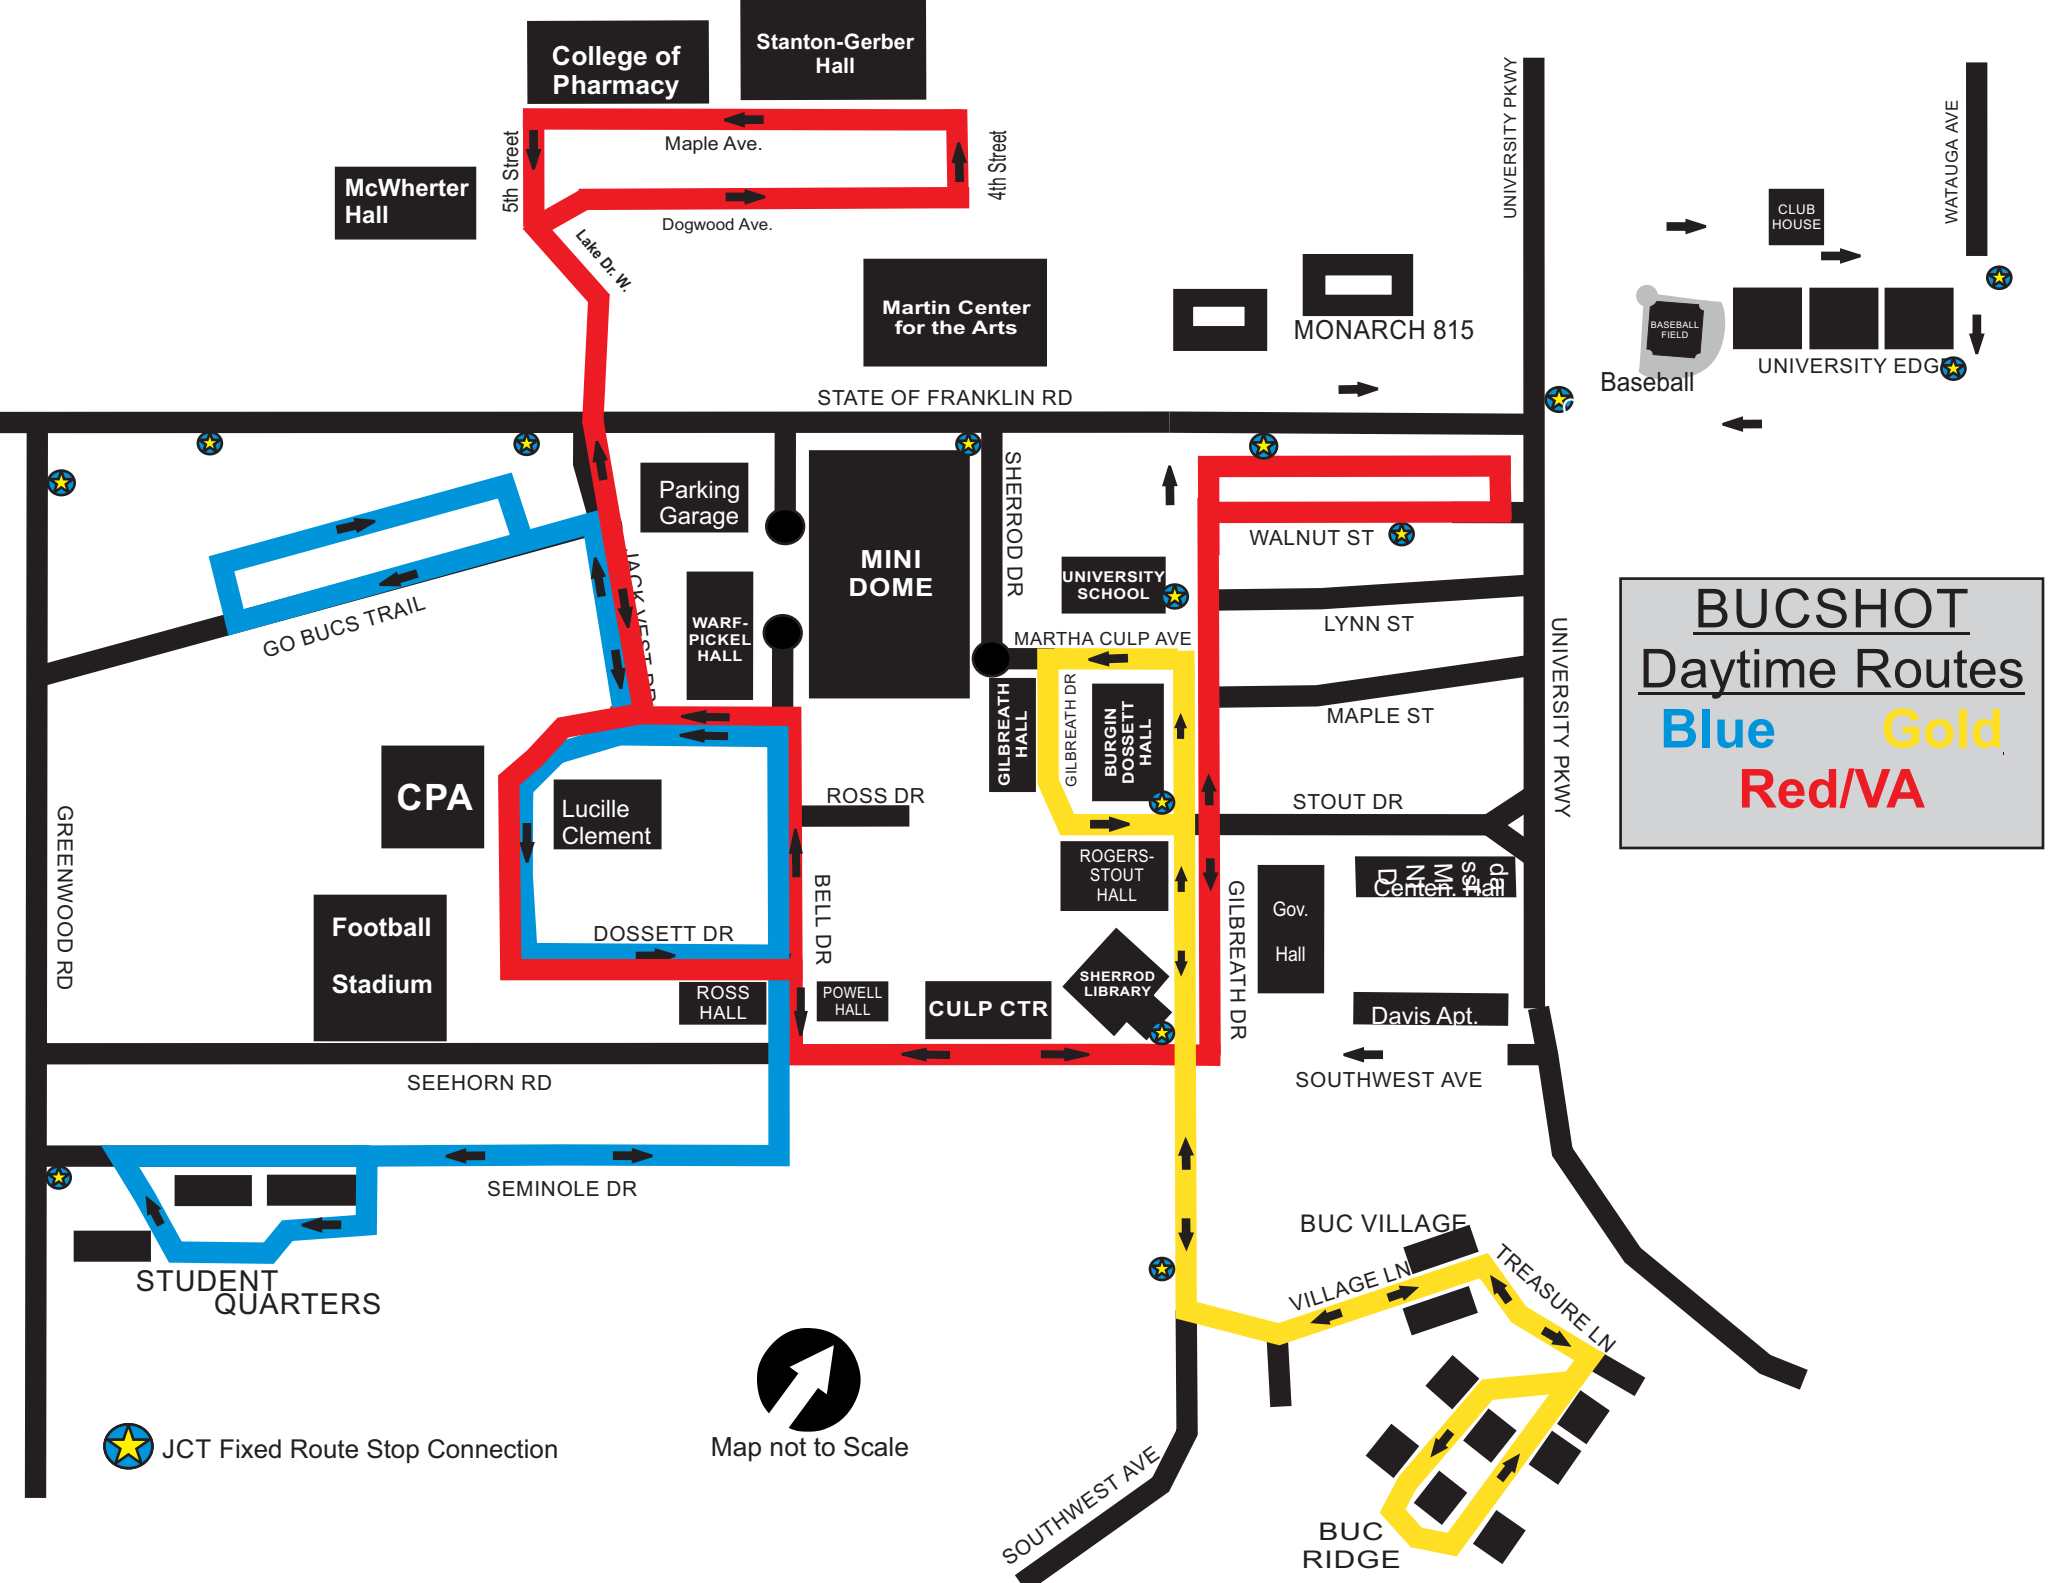 College of
Pharmacy
Stanton-Gerber
Hall
Maple Ave.
5th Street
4th Street
McWherter
Hall
Dogwood Ave.
Lake Dr. W.
UNIVERSITY PKWY
WATAUGA AVE
CLUB
HOUSE
Martin Center
for the Arts
MONARCH 815
BASEBALL
FIELD
Baseball
UNIVERSITY EDGE
STATE OF FRANKLIN RD
Parking
Garage
MINI
DOME
SHERROD DR
WALNUT ST
UNIVERSITY
SCHOOL
LYNN ST
MARTHA CULP AVE
JACK VEST DR
GO BUCS TRAIL
WARF-
PICKEL
HALL
GILBREATH
HALL
GILBREATH DR
BURGIN
DOSSETT
HALL
MAPLE ST
UNIVERSITY PKWY
BUCSHOT
Daytime Routes
Blue Gold
Red/VA
CPA
Lucille
Clement
ROSS DR
STOUT DR
GREENWOOD RD
ROGERS-
STOUT
HALL
BELL DR
GILBREATH DR
Gov.
Hall
Centen. Hall
Football
Stadium
DOSSETT DR
SHERROD
LIBRARY
ROSS
HALL
POWELL
HALL
CULP CTR
Davis Apt.
SEEHORN RD
SOUTHWEST AVE
SEMINOLE DR
STUDENT
QUARTERS
BUC VILLAGE
VILLAGE LN
TREASURE LN
JCT Fixed Route Stop Connection
Map not to Scale
SOUTHWEST AVE
BUC
RIDGE